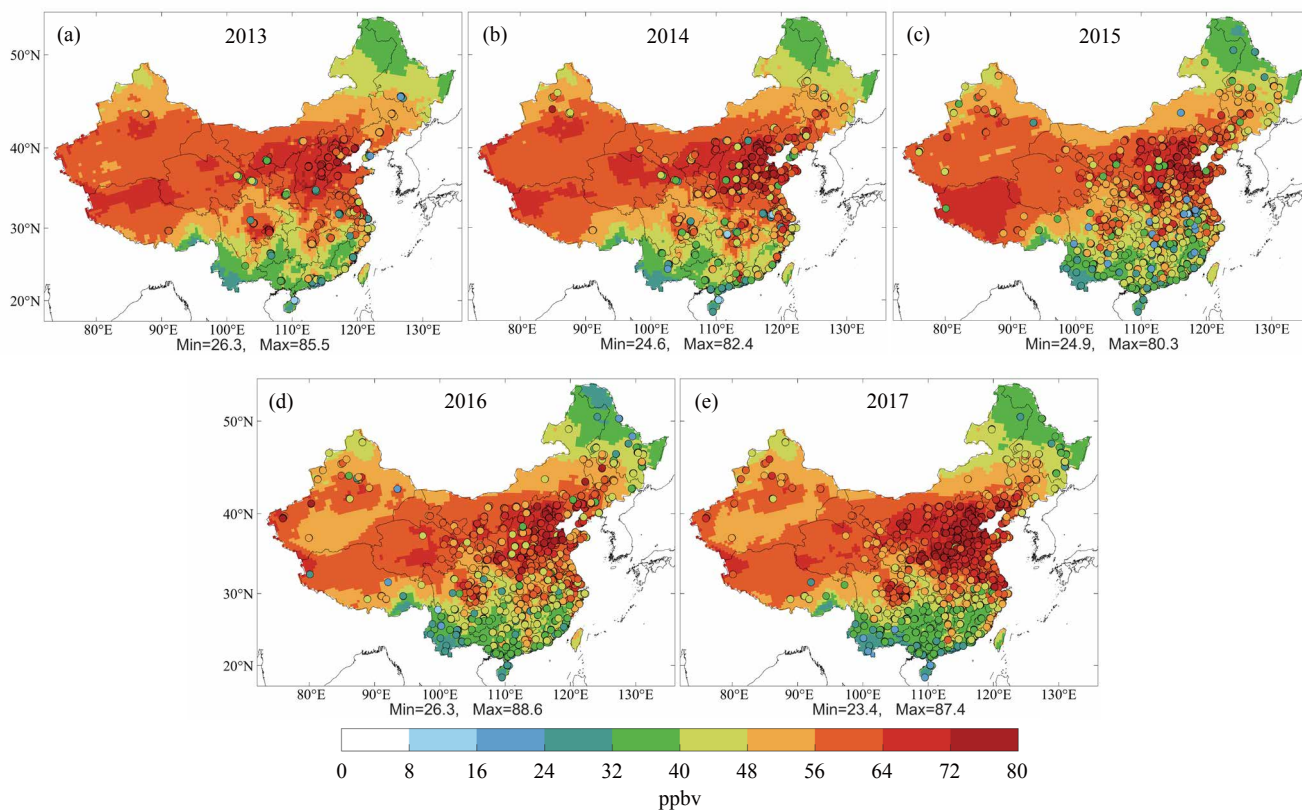 (a) 2013 (b) 2014 (c) 2015
50°N
40°N
30°N
20°N
80°E 90°E 100°E 110°E 120°E 130°E 80°E 90°E 100°E 110°E 120°E 130°E 80°E 90°E 100°E 110°E 120°E 130°E
Min=26.3, Max=85.5 Min=24.6, Max=82.4 Min=24.9, Max=80.3
(d) 2016 (e) 2017
50°N
40°N
30°N
20°N
80°E 90°E 100°E 110°E 120°E 130°E 80°E 90°E 100°E 110°E 120°E 130°E
Min=26.3, Max=88.6 Min=23.4, Max=87.4
0 8 16 24 32 40 48 56 64 72 80
ppbv